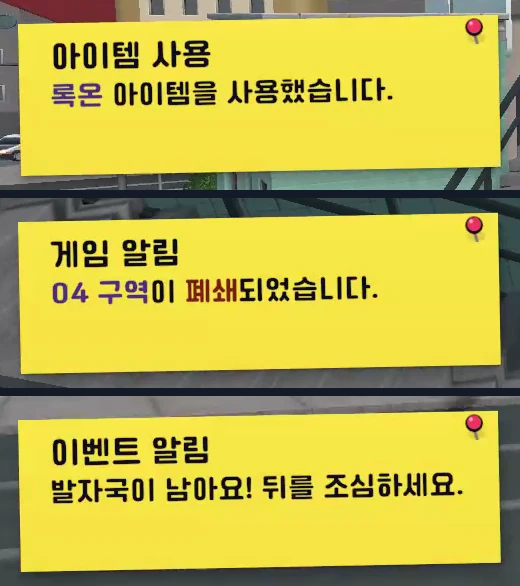 아이템 사용
록온 아이템을 사용했습니다.
게임 알림
04 구역이 폐쇄되었습니다.
이벤트 알림
발자국이 남아요! 뒤를 조심하세요.